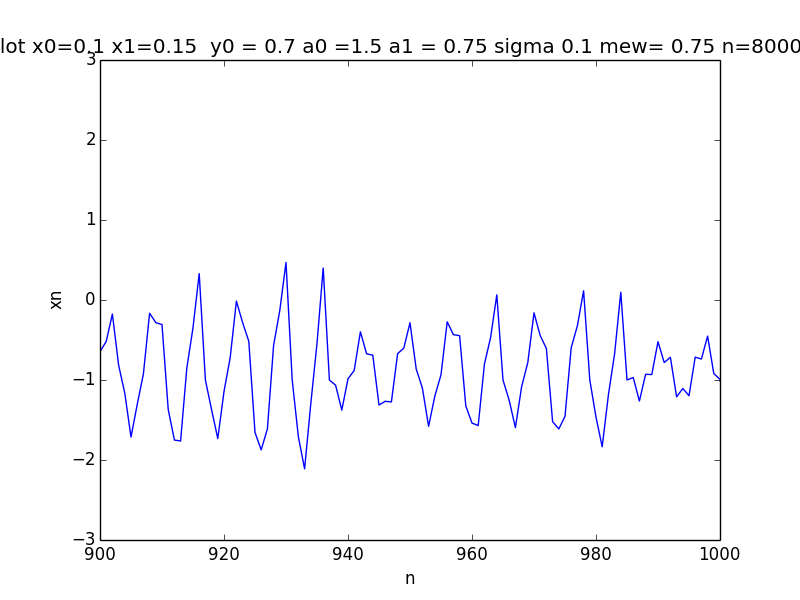 lot x0=0.1 x1=0.15  y0 = 0.7 a0 =1.5 a1 = 0.75 sigma 0.1 mew= 0.75 n=8000
3
2
1
0
−1
−2
−3
xn
900 920 940 960 980 1000
n